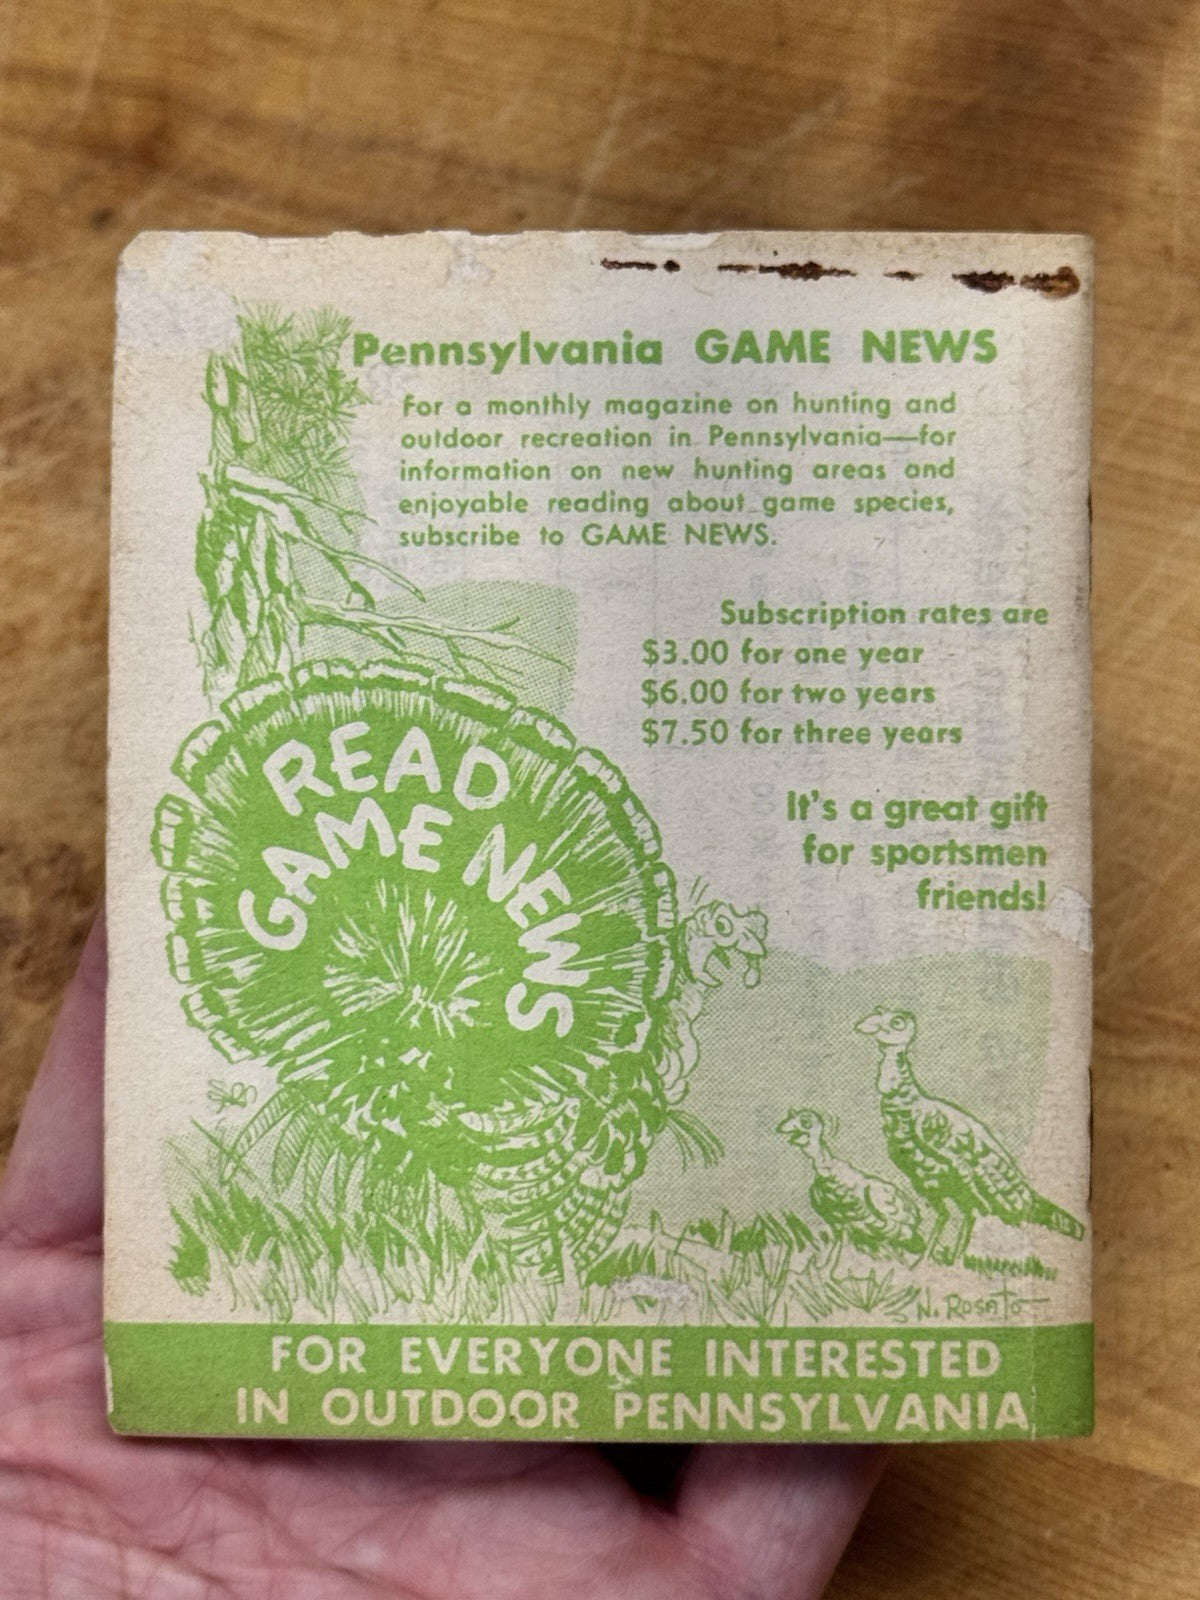 Pennsylvania GAME NEWS
For a monthly magazine on hunting and
outdoor recreation in Pennsylvania—for
information on new hunting areas and
enjoyable reading about game species,
subscribe to GAME NEWS.
Subscription rates are
$3.00 for one year
$6.00 for two years
$7.50 for three years
It's a great gift
for sportsmen
friends!
READ
GAME NEWS
N. ROSATO
FOR EVERYONE INTERESTED
IN OUTDOOR PENNSYLVANIA